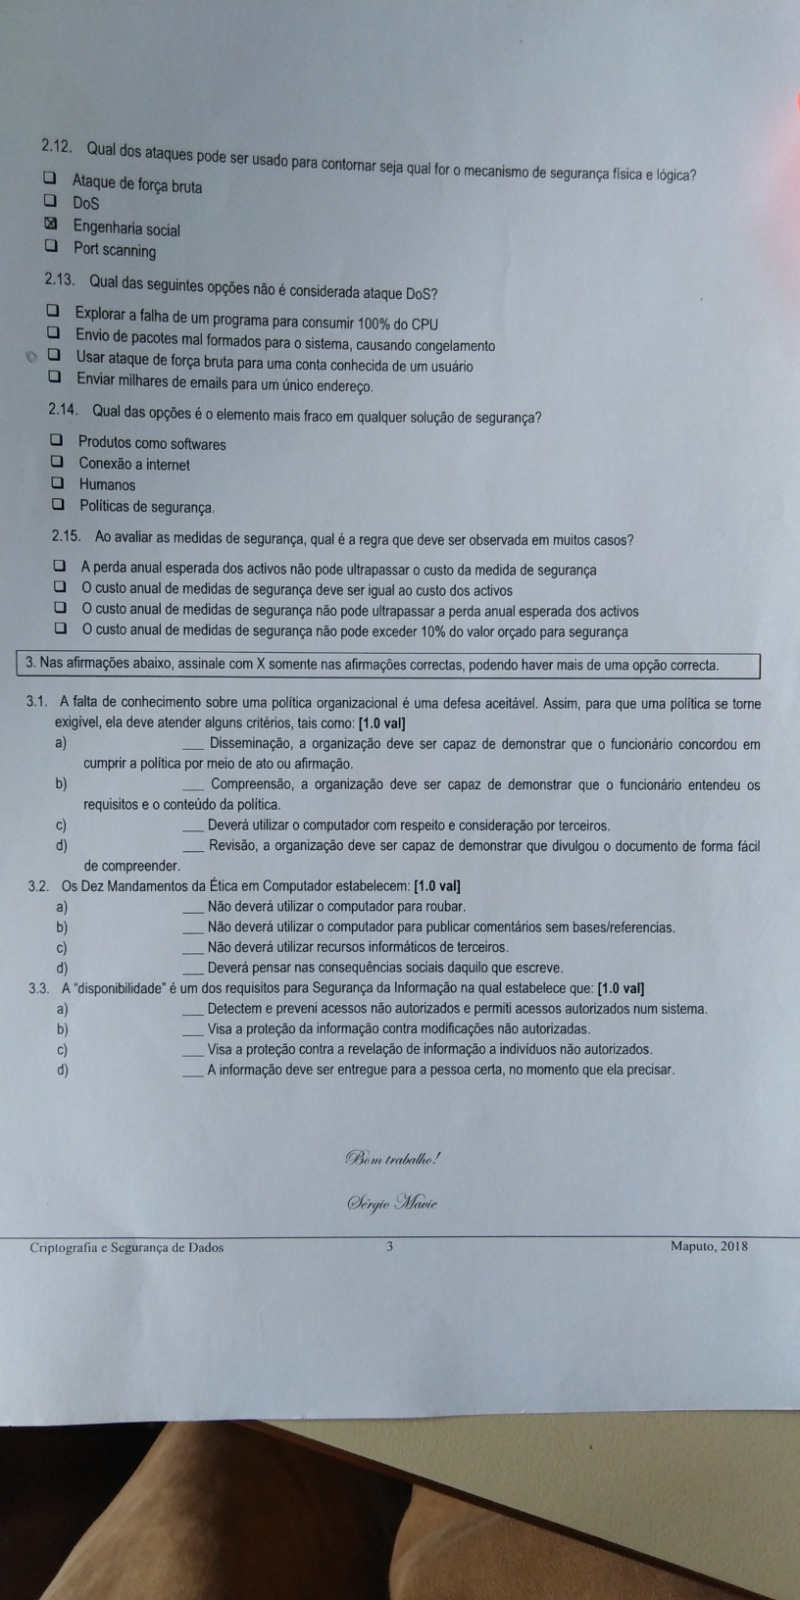 2.12. Qual dos ataques pode ser usado para contornar seja qual for o mecanismo de segurança física e lógica?
❑ Ataque de força bruta
❑ DoS
☒ Engenharia social
❑ Port scanning
2.13. Qual das seguintes opções não é considerada ataque DoS?
❑ Explorar a falha de um programa para consumir 100% do CPU
❑ Envio de pacotes mal formados para o sistema, causando congelamento
❑ Usar ataque de força bruta para uma conta conhecida de um usuário
❑ Enviar milhares de emails para um único endereço.
2.14. Qual das opções é o elemento mais fraco em qualquer solução de segurança?
❑ Produtos como softwares
❑ Conexão a internet
❑ Humanos
❑ Políticas de segurança.
2.15. Ao avaliar as medidas de segurança, qual é a regra que deve ser observada em muitos casos?
❑ A perda anual esperada dos activos não pode ultrapassar o custo da medida de segurança
❑ O custo anual de medidas de segurança deve ser igual ao custo dos activos
❑ O custo anual de medidas de segurança não pode ultrapassar a perda anual esperada dos activos
❑ O custo anual de medidas de segurança não pode exceder 10% do valor orçado para segurança
3. Nas afirmações abaixo, assinale com X somente nas afirmações correctas, podendo haver mais de uma opção correcta.
3.1. A falta de conhecimento sobre uma política organizacional é uma defesa aceitável. Assim, para que uma política se torne
exigível, ela deve atender alguns critérios, tais como: [1.0 val]
a) ___ Disseminação, a organização deve ser capaz de demonstrar que o funcionário concordou em
cumprir a política por meio de ato ou afirmação.
b) ___ Compreensão, a organização deve ser capaz de demonstrar que o funcionário entendeu os
requisitos e o conteúdo da política.
c) ___ Deverá utilizar o computador com respeito e consideração por terceiros.
d) ___ Revisão, a organização deve ser capaz de demonstrar que divulgou o documento de forma fácil
de compreender.
3.2. Os Dez Mandamentos da Ética em Computador estabelecem: [1.0 val]
a) ___ Não deverá utilizar o computador para roubar.
b) ___ Não deverá utilizar o computador para publicar comentários sem bases/referencias.
c) ___ Não deverá utilizar recursos informáticos de terceiros.
d) ___ Deverá pensar nas consequências sociais daquilo que escreve.
3.3. A “disponibilidade” é um dos requisitos para Segurança da Informação na qual estabelece que: [1.0 val]
a) ___ Detectem e preveni acessos não autorizados e permiti acessos autorizados num sistema.
b) ___ Visa a proteção da informação contra modificações não autorizadas.
c) ___ Visa a proteção contra a revelação de informação a indivíduos não autorizados.
d) ___ A informação deve ser entregue para a pessoa certa, no momento que ela precisar.
Bom trabalho!
Sérgio Mavie
Criptografia e Segurança de Dados 3 Maputo, 2018